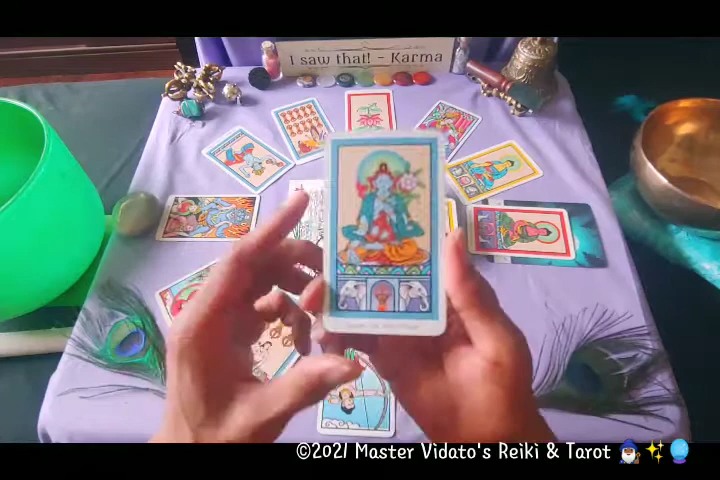 I saw that! - Karma
©2021 Master Vidato's Reiki & Tarot 🧙‍♂️✨🔮